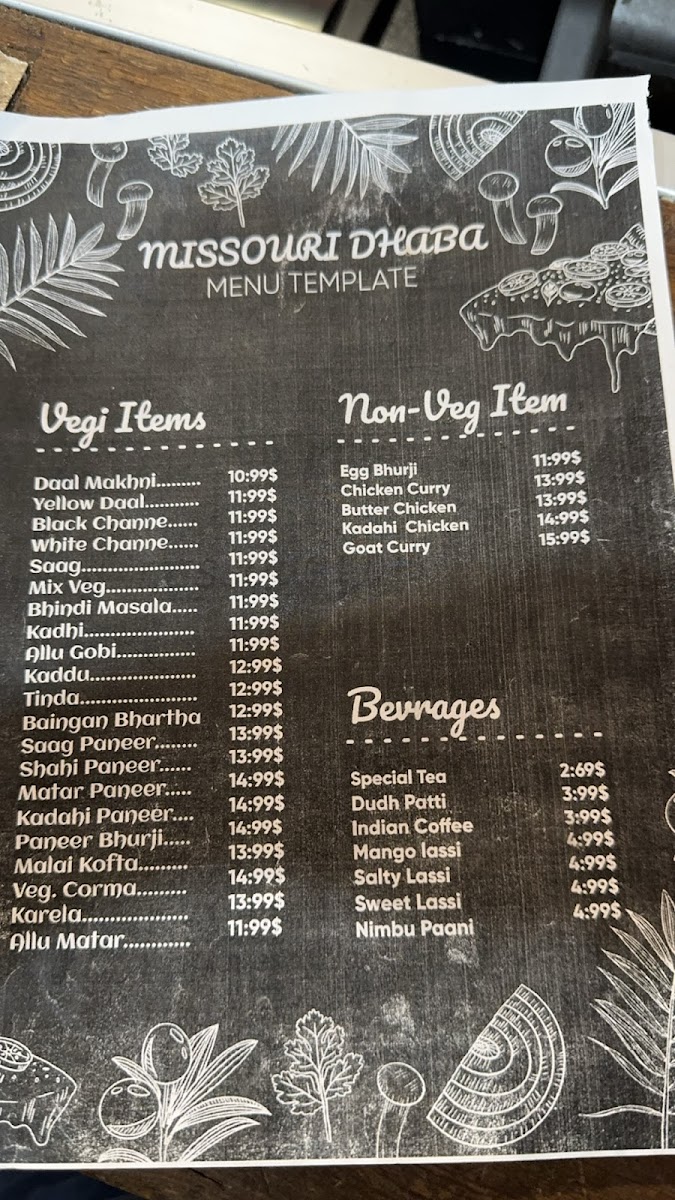 MISSOURI DHABA
MENU TEMPLATE
Vegi Items
Daal Makhni......... 10:99$
Yellow Daal........... 11:99$
Black Channe...... 11:99$
White Channe...... 11:99$
Saag........................ 11:99$
Mix Veg................... 11:99$
Bhindi Masala..... 11:99$
Kadhi....................... 11:99$
Allu Gobi................ 11:99$
Kaddu...................... 12:99$
Tinda........................ 12:99$
Baingan Bhartha 12:99$
Saag Paneer......... 13:99$
Shahi Paneer...... 13:99$
Matar Paneer..... 14:99$
Kadahi Paneer.... 14:99$
Paneer Bhurji..... 14:99$
Malai Kofta.......... 13:99$
Veg. Corma.......... 14:99$
Karela...................... 13:99$
Allu Matar............. 11:99$
Non-Veg Item
Egg Bhurji 11:99$
Chicken Curry 13:99$
Butter Chicken 13:99$
Kadahi Chicken 14:99$
Goat Curry 15:99$
Bevrages
Special Tea 2:69$
Dudh Patti 3:99$
Indian Coffee 3:99$
Mango lassi 4:99$
Salty Lassi 4:99$
Sweet Lassi 4:99$
Nimbu Paani 4:99$